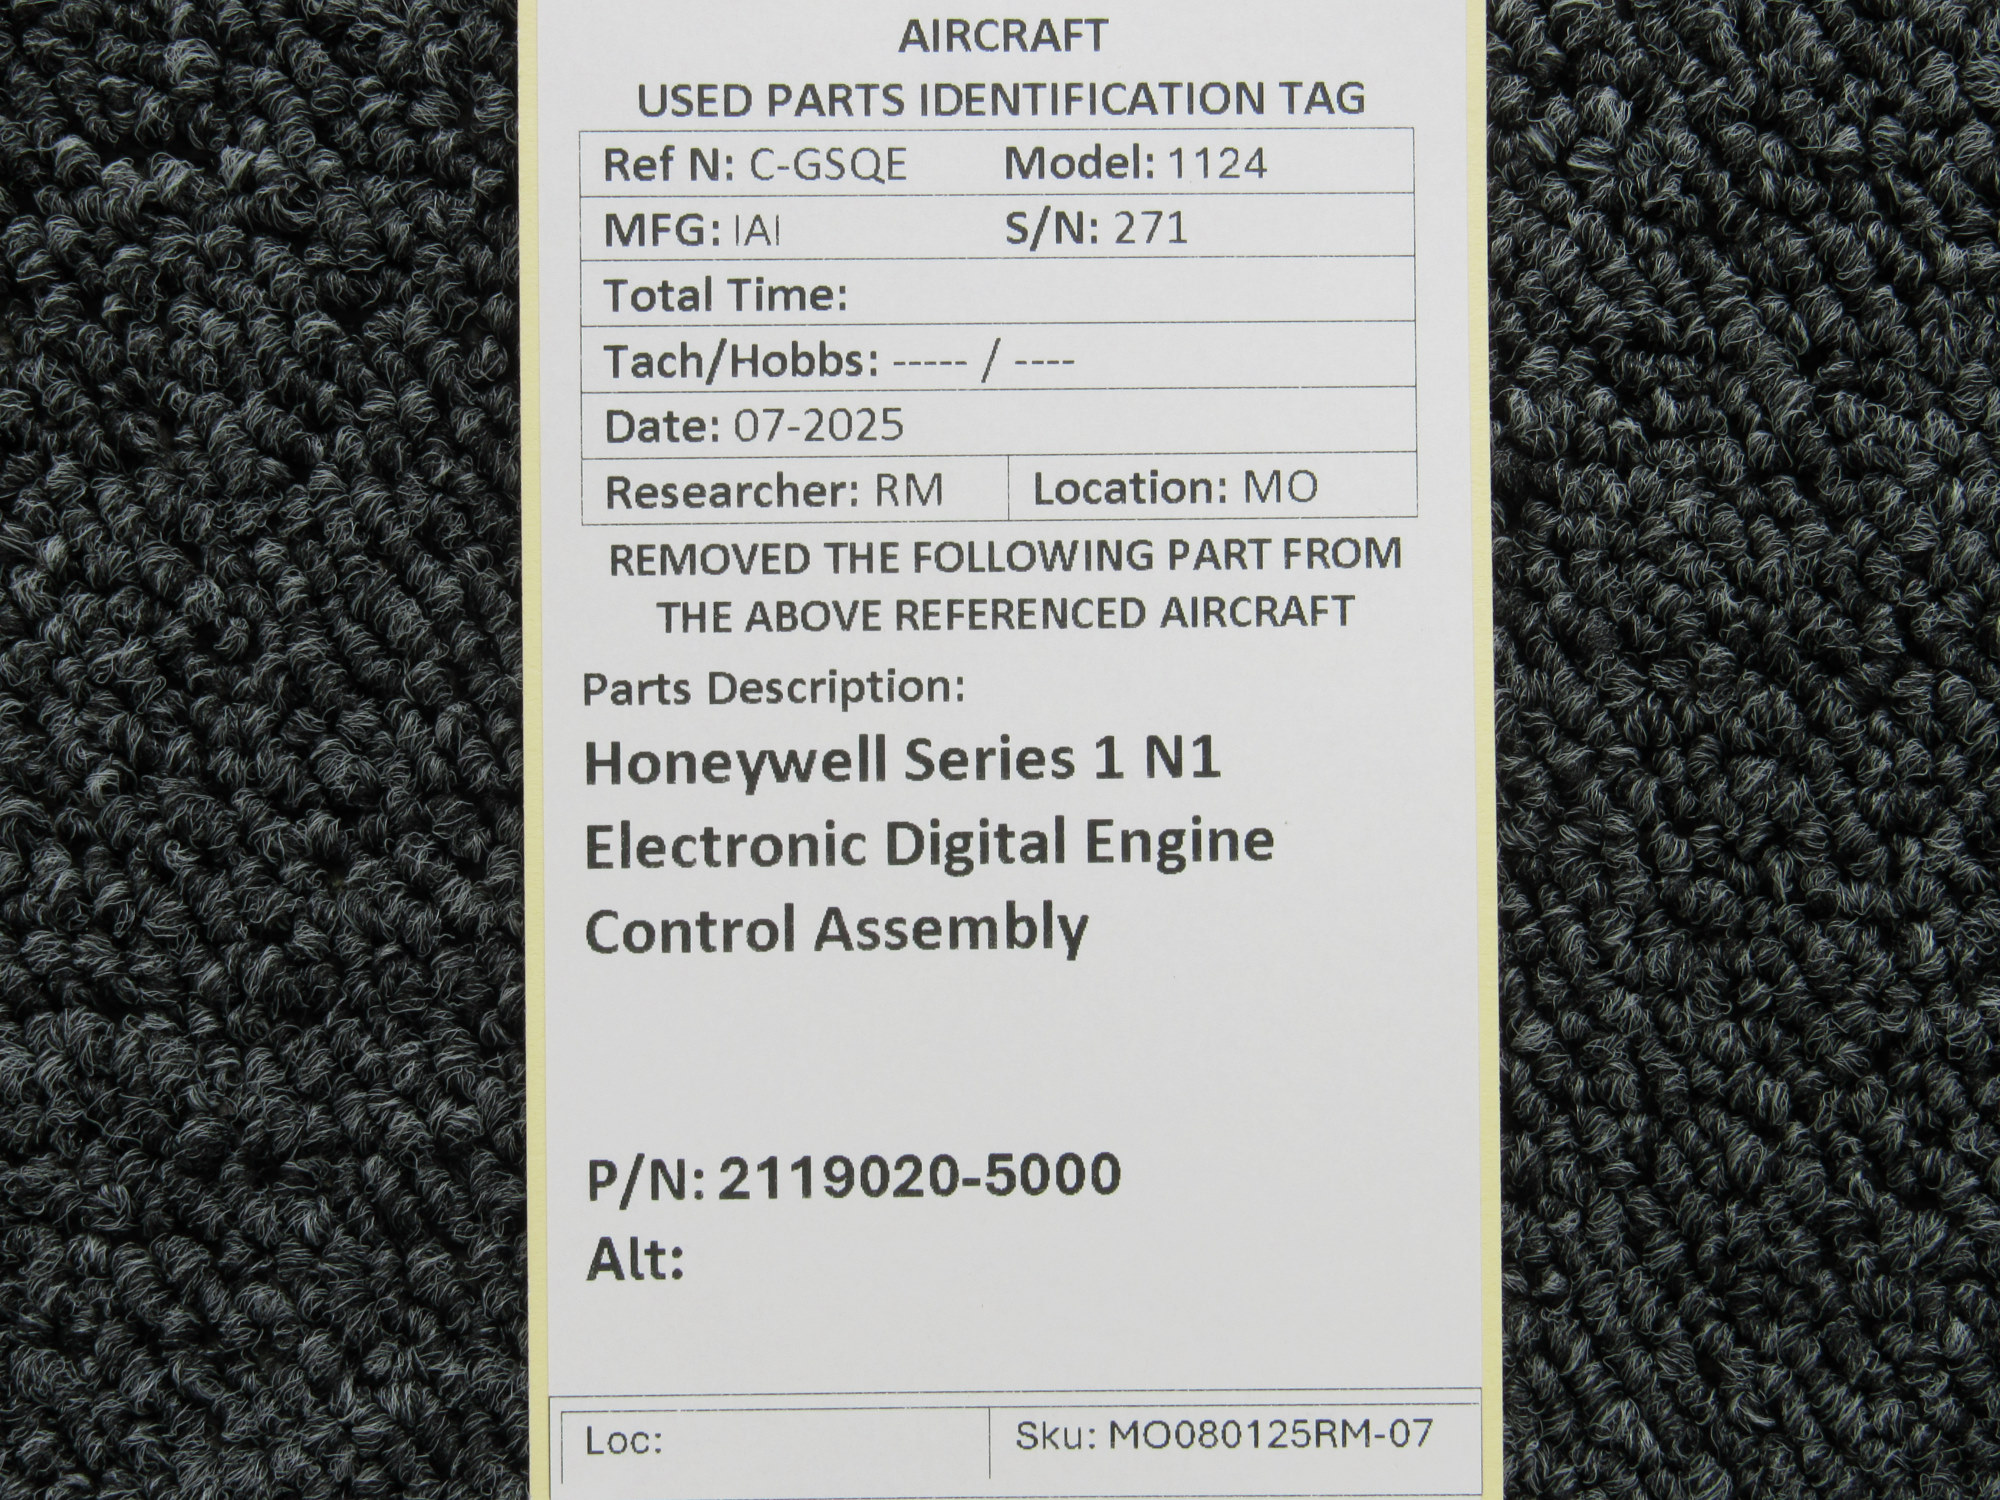 AIRCRAFT
USED PARTS IDENTIFICATION TAG
Ref N: C-GSQE Model: 1124
MFG: IAI S/N: 271
Total Time:
Tach/Hobbs: ----- / ----
Date: 07-2025
Researcher: RM Location: MO
REMOVED THE FOLLOWING PART FROM
THE ABOVE REFERENCED AIRCRAFT
Parts Description:
Honeywell Series 1 N1
Electronic Digital Engine
Control Assembly
P/N: 2119020-5000
Alt:
Loc: Sku: MO080125RM-07